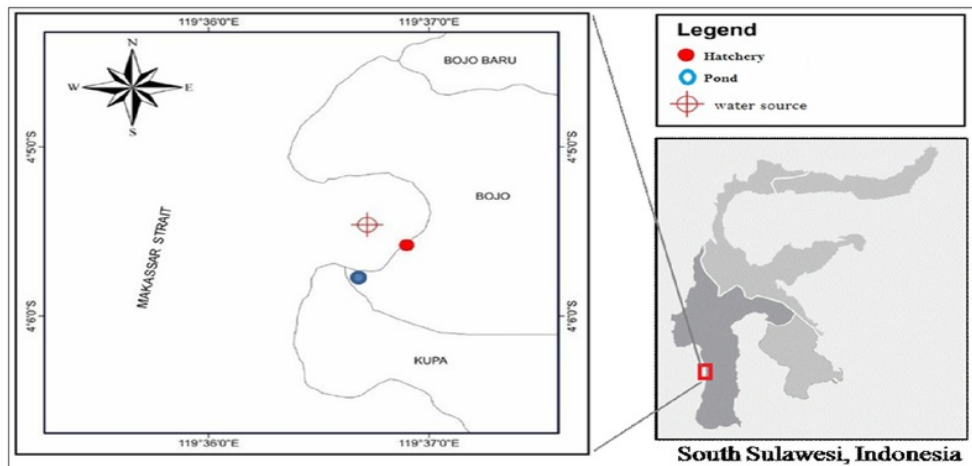 119°36'0"E
119°37'0"E
N
W
E
S
BOJO BARU
4°5'0"S
4°5'0"S
BOJO
MAKASSAR STRAIT
4°6'0"S
4°6'0"S
KUPA
119°36'0"E
119°37'0"E
Legend
Hatchery
Pond
water source
South Sulawesi, Indonesia